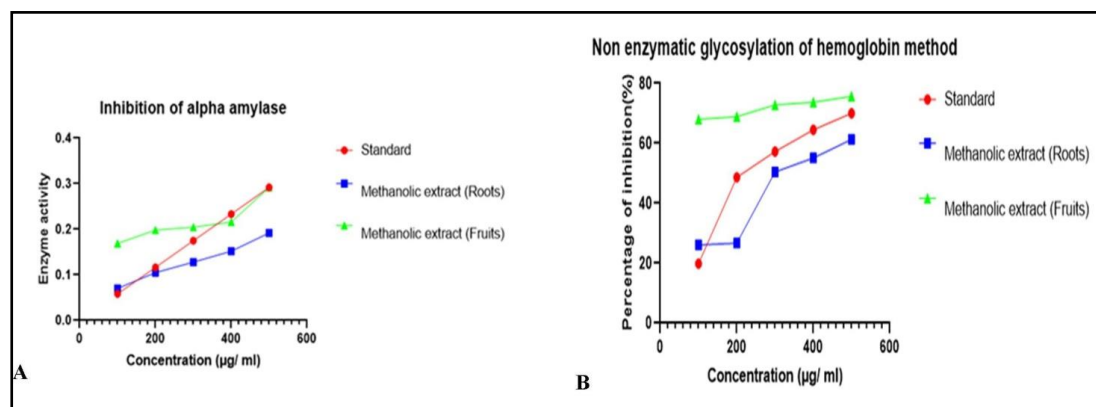 Inhibition of alpha amylase
0.4
0.3
0.2
0.1
0.0
Enzyme activity
0 200 400 600
Concentration (µg/ ml)
Standard
Methanolic extract (Roots)
Methanolic extract (Fruits)
A
Non enzymatic glycosylation of hemoglobin method
80
60
40
20
0
Percentage of inhibition(%)
0 200 400 600
Concentration (µg/ ml)
Standard
Methanolic extract (Roots)
Methanolic extract (Fruits)
B